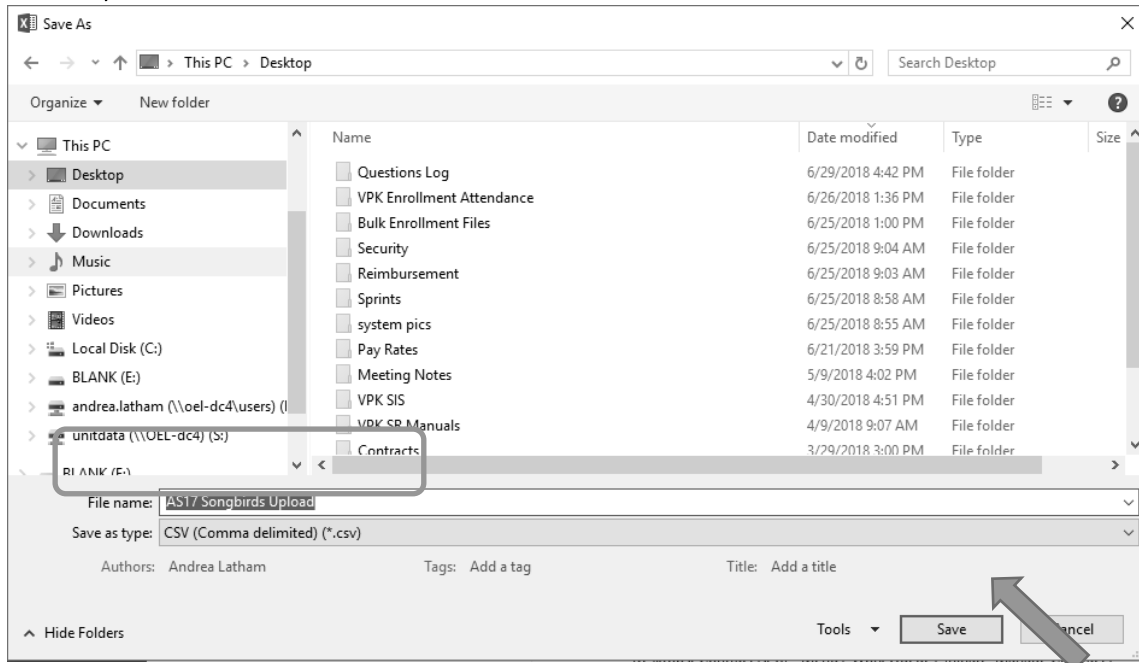 Save As
This PC > Desktop
Search Desktop
Organize
New folder
Name
Date modified
Type
Size
This PC
Desktop
Documents
Downloads
Music
Pictures
Videos
Local Disk (C:)
BLANK (E:)
andrea.latham (\\oel-dc4\users) (
unitdata (\\OEL-dc4) (S:)
BLANK (E:)
Questions Log 6/29/2018 4:42 PM File folder
VPK Enrollment Attendance 6/26/2018 1:36 PM File folder
Bulk Enrollment Files 6/25/2018 1:00 PM File folder
Security 6/25/2018 9:04 AM File folder
Reimbursement 6/25/2018 9:03 AM File folder
Sprints 6/25/2018 8:58 AM File folder
system pics 6/25/2018 8:55 AM File folder
Pay Rates 6/21/2018 3:59 PM File folder
Meeting Notes 5/9/2018 4:02 PM File folder
VPK SIS 4/30/2018 4:51 PM File folder
VPK SR Manuals 4/9/2018 9:07 AM File folder
Contracts 3/29/2018 3:00 PM File folder
File name: AS17 Songbirds Upload
Save as type: CSV (Comma delimited) (*.csv)
Authors: Andrea Latham
Tags: Add a tag
Title: Add a title
Hide Folders
Tools
Save
Cancel